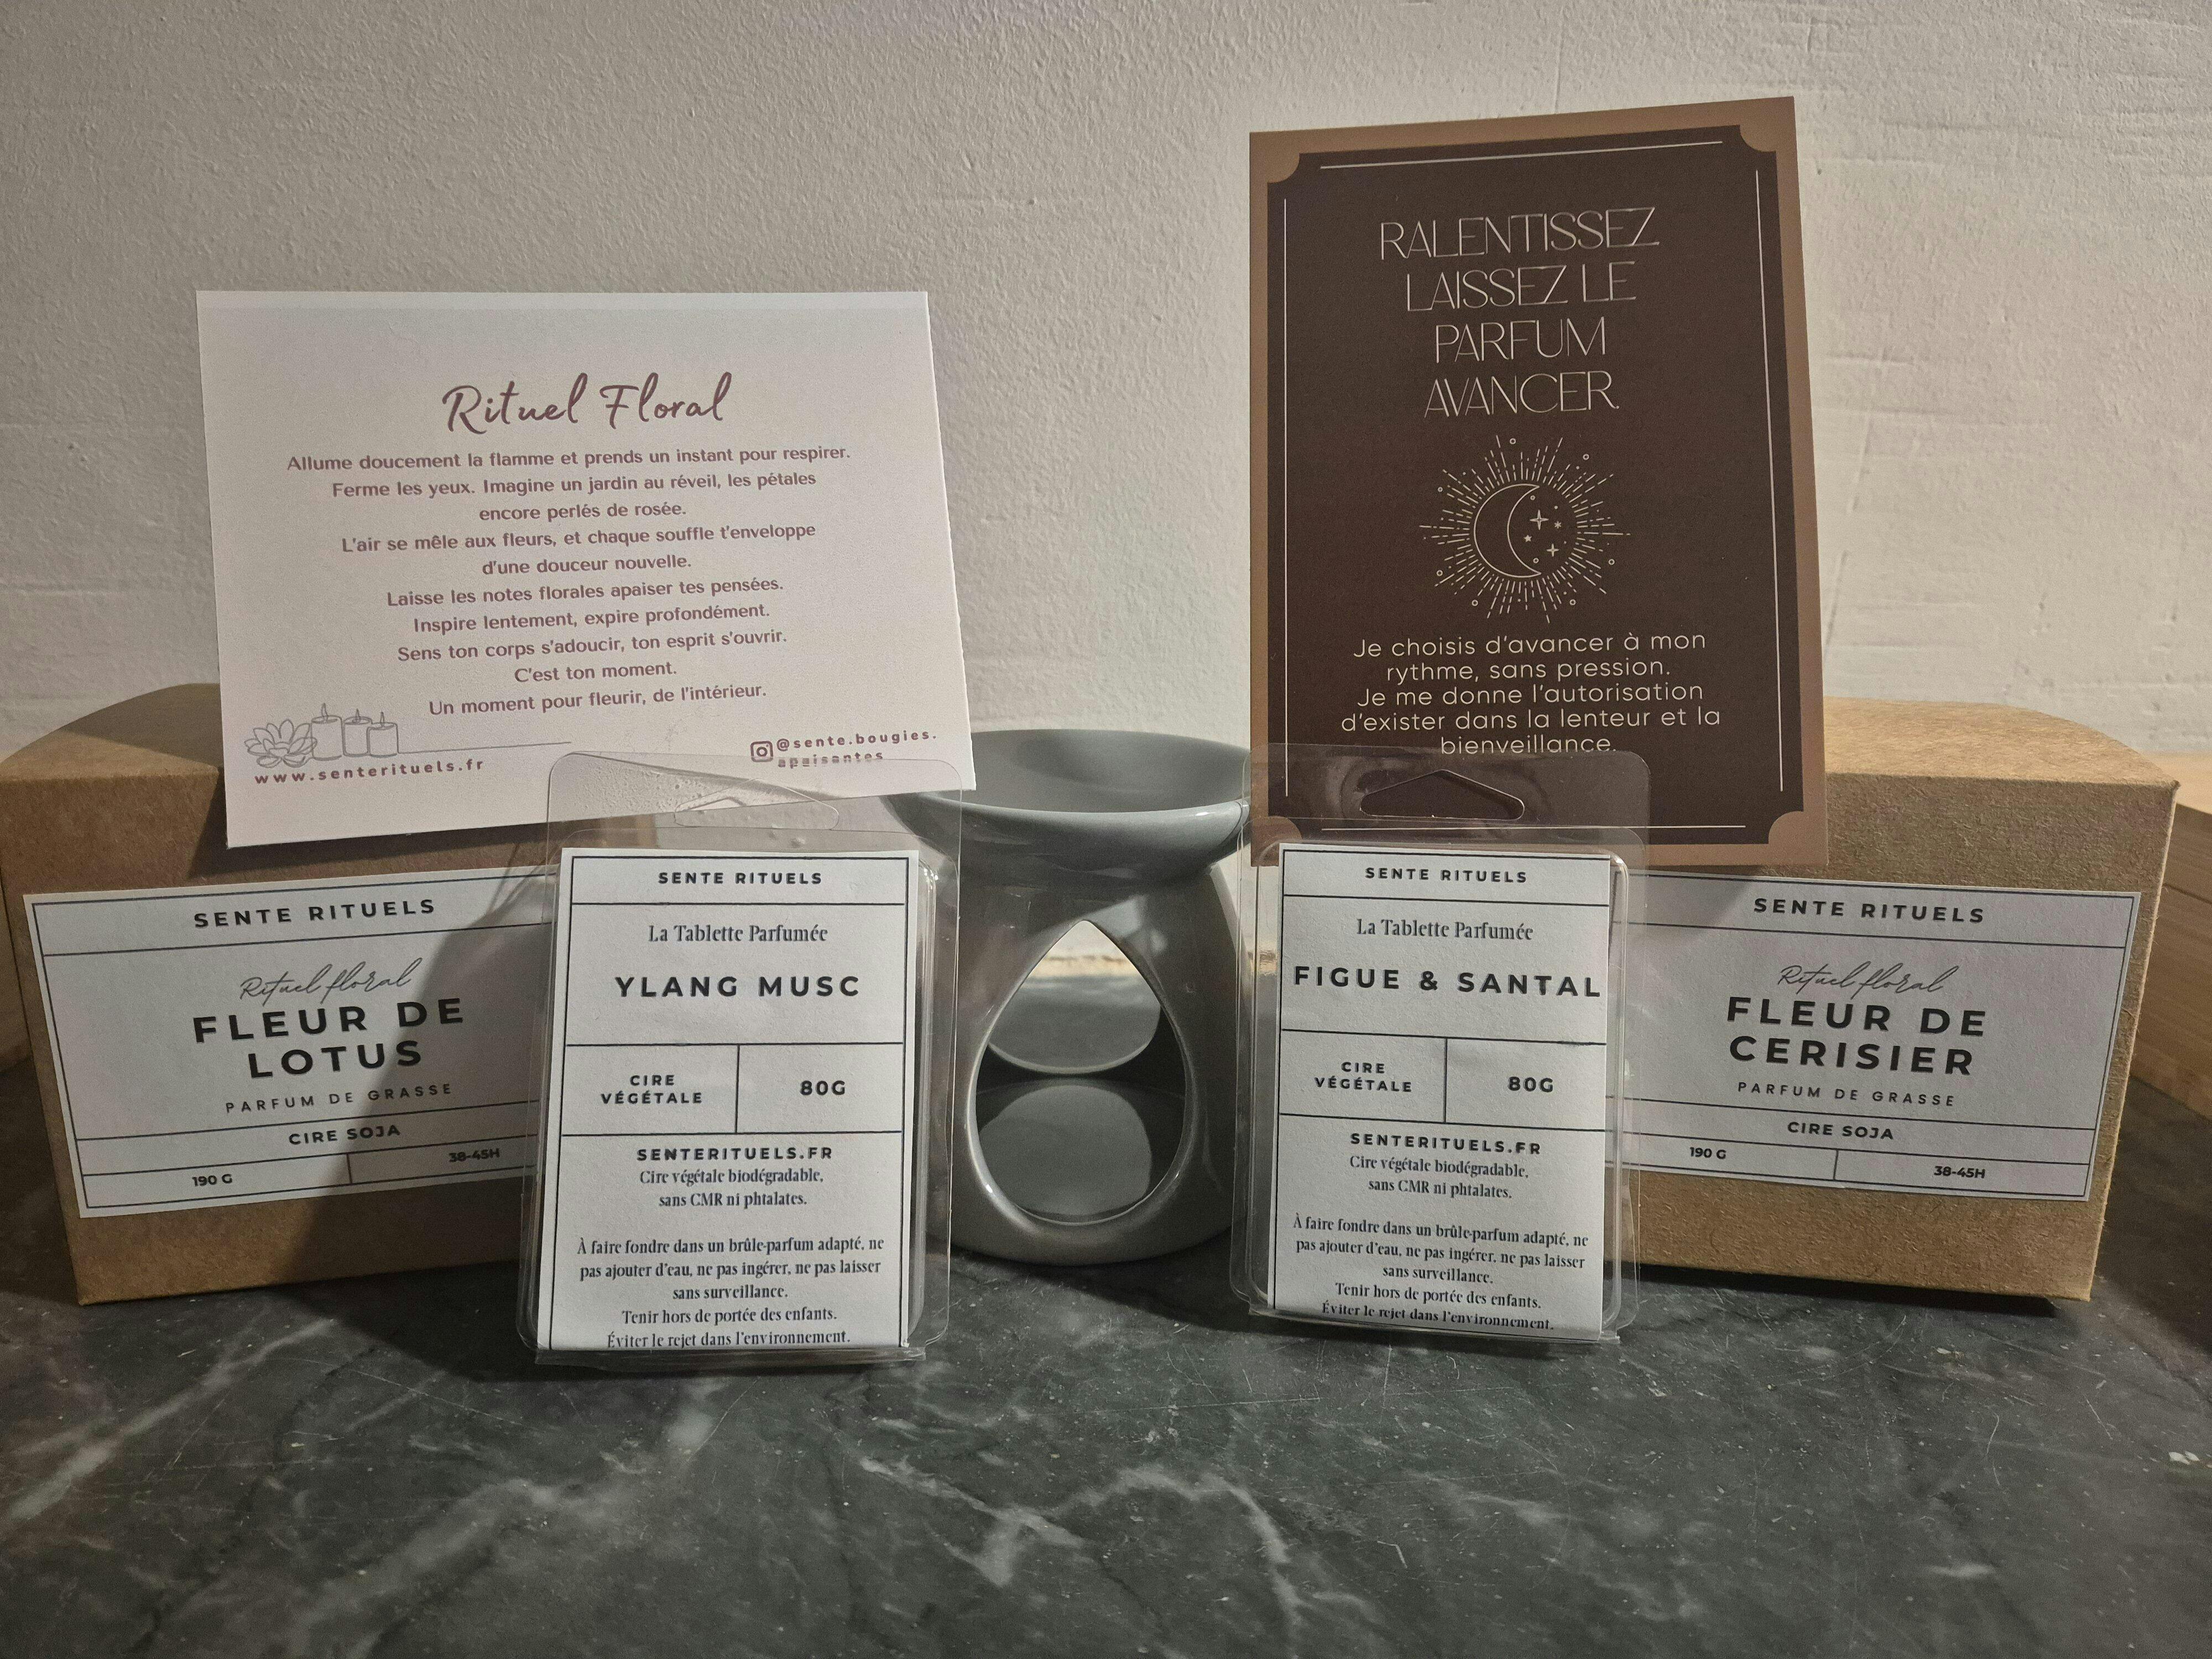 Rituel Floral
Allume doucement la flamme et prends un instant pour respirer.
Ferme les yeux. Imagine un jardin au réveil, les pétales
encore perlés de rosée.
L'air se mêle aux fleurs, et chaque souffle t'enveloppe
d'une douceur nouvelle.
Laisse les notes florales apaiser tes pensées.
Inspire lentement, expire profondément.
Sens ton corps s'adoucir, ton esprit s'ouvrir.
C'est ton moment.
Un moment pour fleurir, de l'intérieur.
www.senterituels.fr
@sente.bougies.
apaisantes
RALENTISSEZ
LAISSEZ LE
PARFUM
AVANCER.
Je choisis d'avancer à mon
rythme, sans pression.
Je me donne l'autorisation
d'exister dans la lenteur et la
bienveillance.
SENTE RITUELS
Rituel floral
FLEUR DE
LOTUS
PARFUM DE GRASSE
CIRE SOJA
190 G
38-45H
SENTE RITUELS
La Tablette Parfumée
YLANG MUSC
CIRE
VÉGÉTALE
80G
SENTERITUELS.FR
Cire végétale biodégradable,
sans CMR ni phtalates.
À faire fondre dans un brûle-parfum adapté, ne
pas ajouter d'eau, ne pas ingérer, ne pas laisser
sans surveillance.
Tenir hors de portée des enfants.
Éviter le rejet dans l'environnement.
SENTE RITUELS
La Tablette Parfumée
FIGUE & SANTAL
CIRE
VÉGÉTALE
80G
SENTERITUELS.FR
Cire végétale biodégradable,
sans CMR ni phtalates.
À faire fondre dans un brûle-parfum adapté, ne
pas ajouter d'eau, ne pas ingérer, ne pas laisser
sans surveillance.
Tenir hors de portée des enfants.
Éviter le rejet dans l'environnement.
SENTE RITUELS
Rituel floral
FLEUR DE
CERISIER
PARFUM DE GRASSE
CIRE SOJA
190 G
38-45H